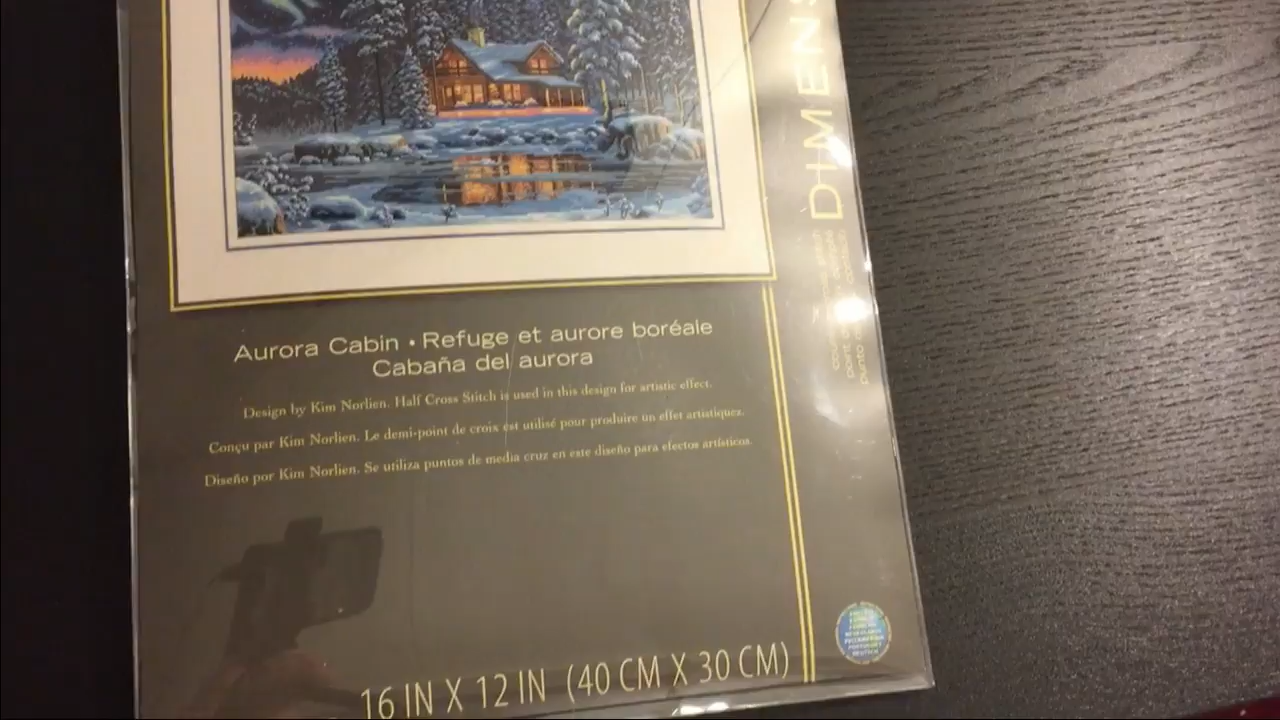 Aurora Cabin • Refuge et aurore boréale
Cabaña del aurora
Design by Kim Norlien. Half Cross Stitch is used in this design for artistic effect.
Conçu par Kim Norlien. Le demi-point de croix est utilisé pour produire un effet artistique.
Diseño por Kim Norlien. Se utiliza puntos de media cruz en este diseño para efectos artísticos.
16 IN X 12 IN (40 CM X 30 CM)
DIMENS